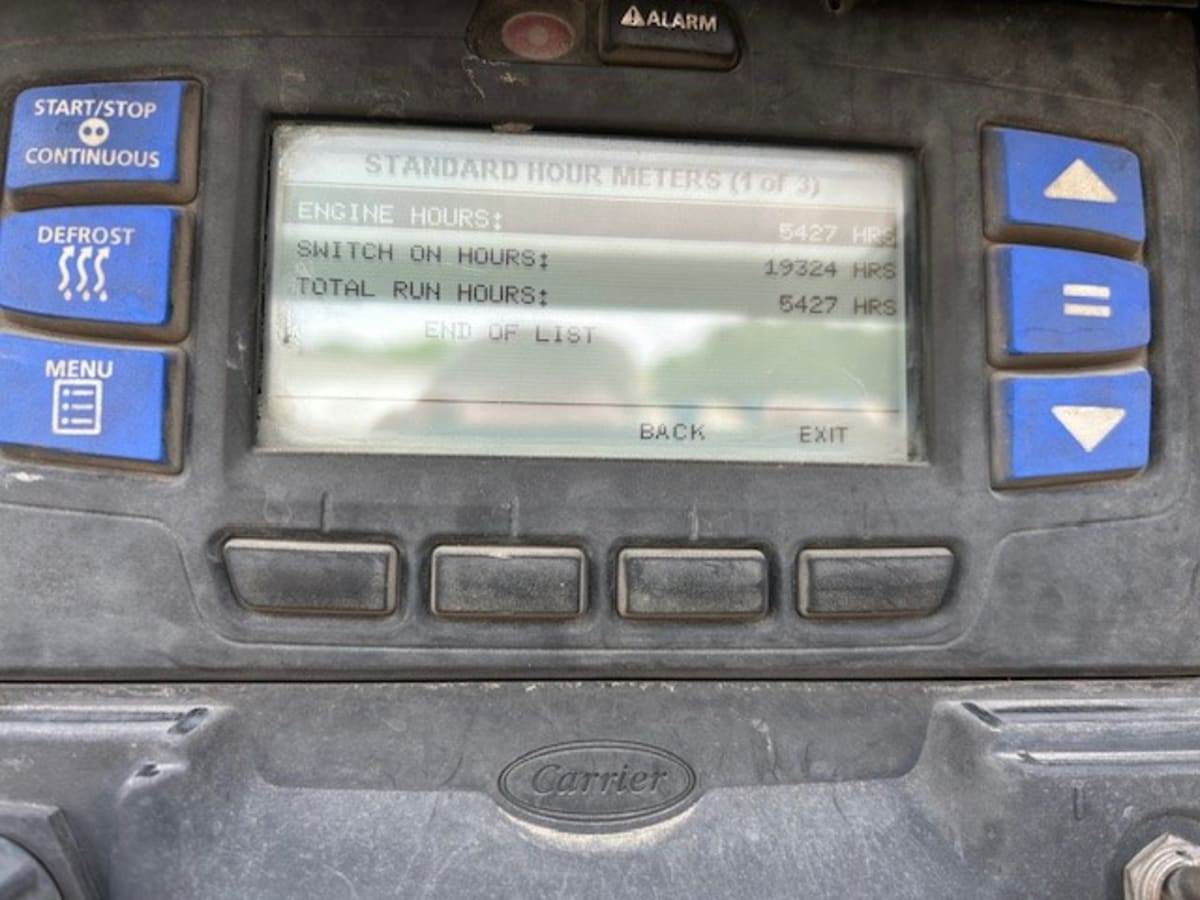 ALARM
START/STOP
CONTINUOUS
DEFROST
MENU
STANDARD HOUR METERS (1 of 3)
ENGINE HOURS: 5427 HRS
SWITCH ON HOURS: 19324 HRS
TOTAL RUN HOURS: 5427 HRS
END OF LIST
BACK EXIT
=
Carrier